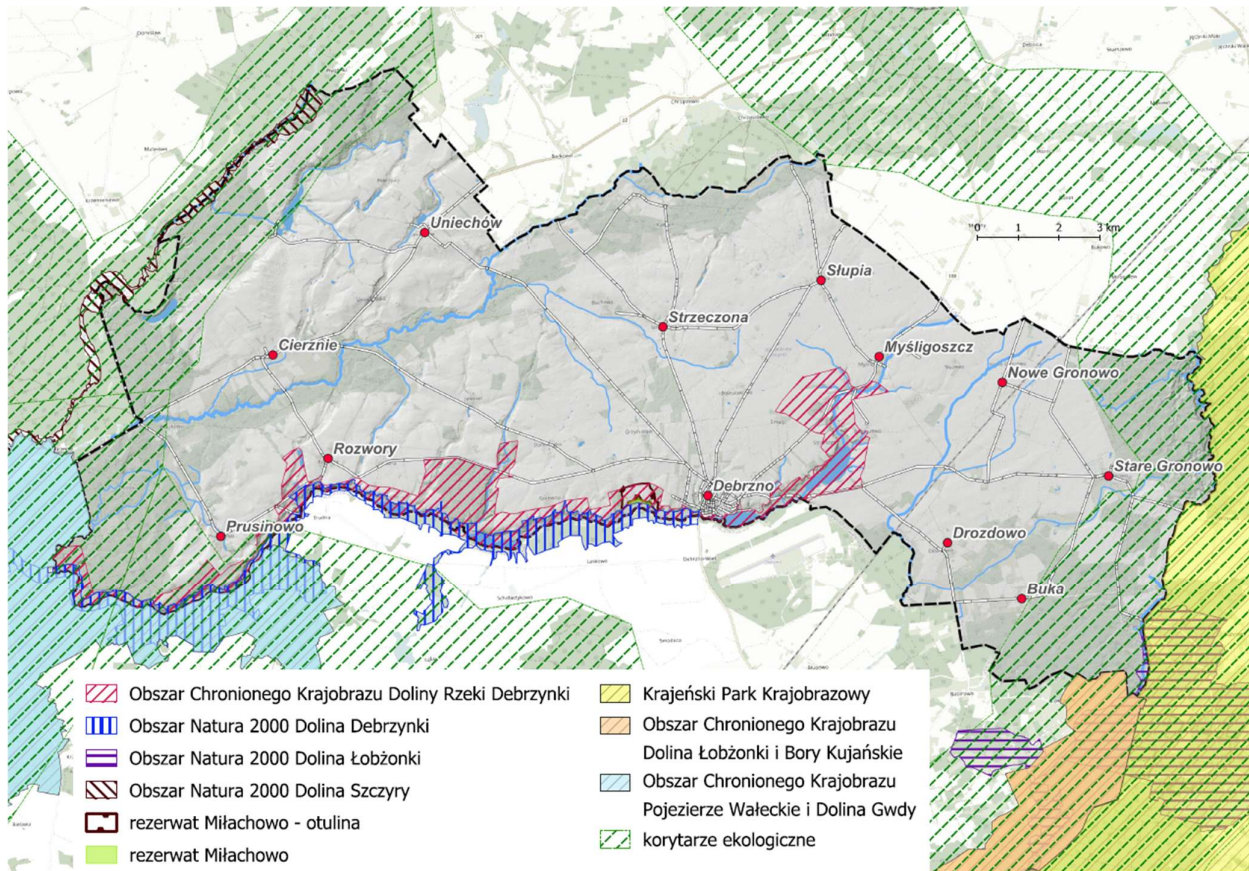 Uniechów
0 1 2 3 km
Słupia
Strzeczona
Cierznie
Myśligoszcz
Nowe Gronowo
Rozwory
Stare Gronowo
Debrzno
Prusinowo
Drozdowo
Buka
Obszar Chronionego Krajobrazu Doliny Rzeki Debrzynki
Obszar Natura 2000 Dolina Debrzynki
Obszar Natura 2000 Dolina Łobżonki
Obszar Natura 2000 Dolina Szczyry
rezerwat Miłachowo - otulina
rezerwat Miłachowo
Krajeński Park Krajobrazowy
Obszar Chronionego Krajobrazu
Dolina Łobżonki i Bory Kujańskie
Obszar Chronionego Krajobrazu
Pojezierze Wałeckie i Dolina Gwdy
korytarze ekologiczne